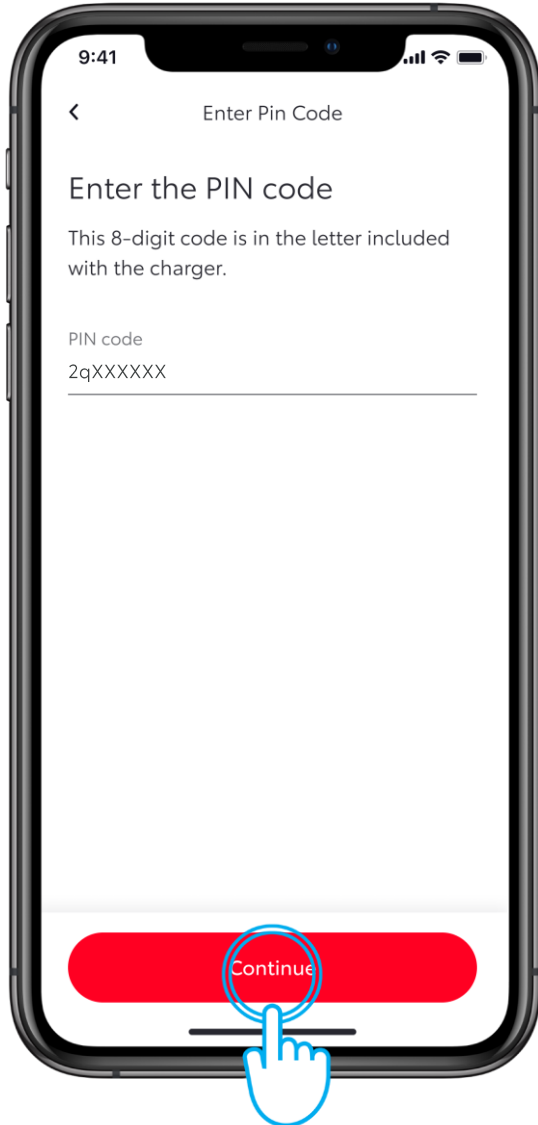 9:41
Enter Pin Code
Enter the PIN code
This 8-digit code is in the letter included
with the charger.
PIN code
2qXXXXXX
Continue